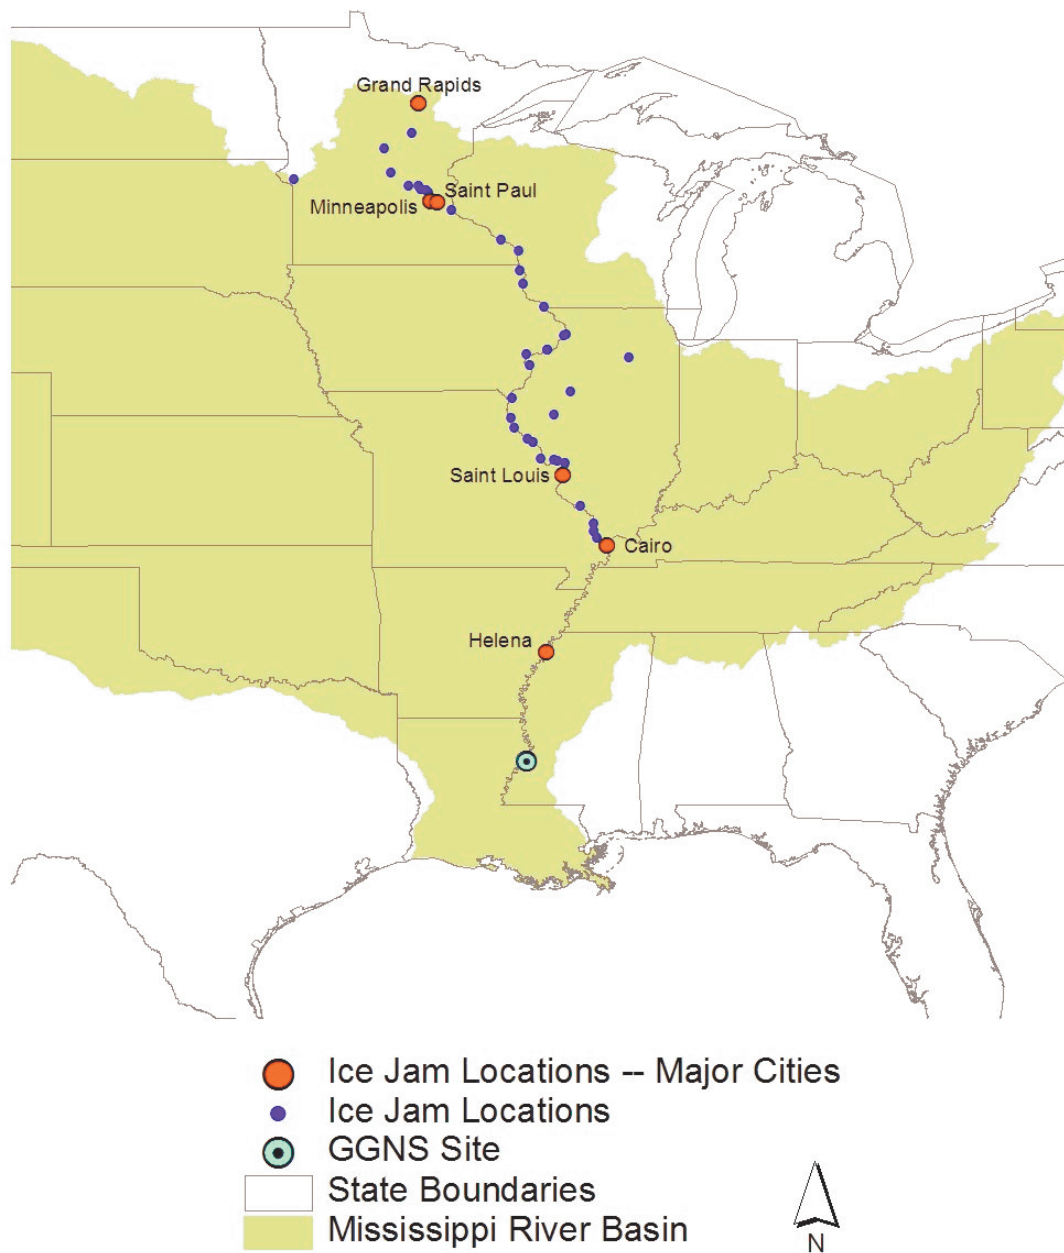 Grand Rapids
Saint Paul
Minneapolis
Saint Louis
Cairo
Helena
Ice Jam Locations -- Major Cities
Ice Jam Locations
GGNS Site
State Boundaries
Mississippi River Basin
N